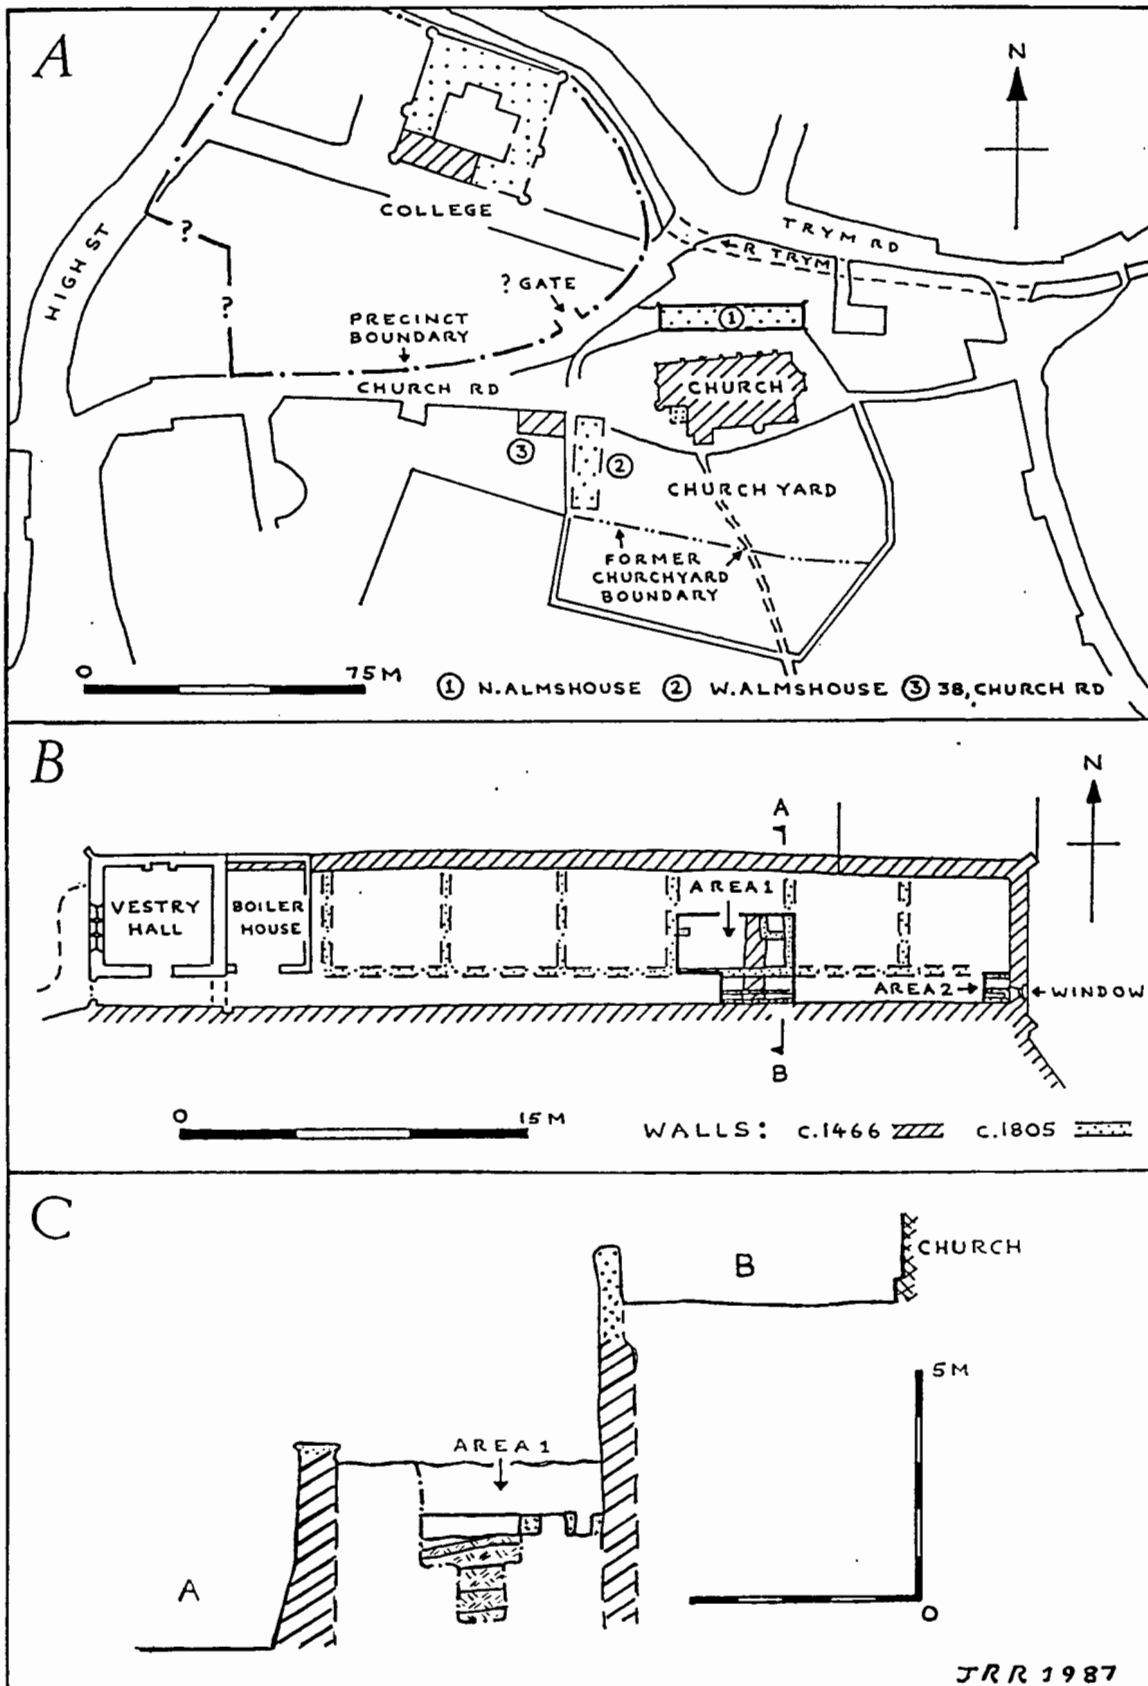 A
N
HIGH ST
COLLEGE
TRYM RD
R TRYM
? GATE
?
?
PRECINCT
BOUNDARY
CHURCH RD
①
CHURCH
③
②
CHURCH YARD
FORMER
CHURCHYARD
BOUNDARY
0 75M
① N.ALMSHOUSE ② W.ALMSHOUSE ③ 38, CHURCH RD
B
N
A
AREA 1
VESTRY
HALL
BOILER
HOUSE
AREA 2
WINDOW
B
0 15M
WALLS: c.1466 c.1805
C
CHURCH
B
5M
AREA 1
A
0
JRR 1987